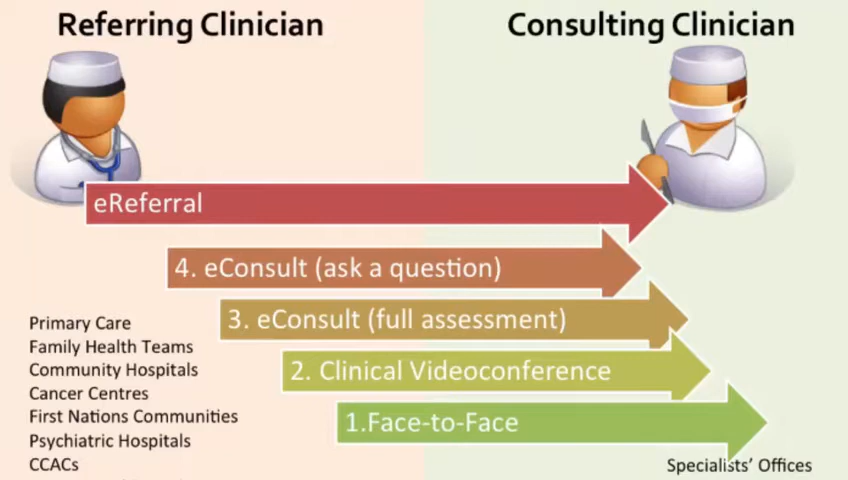 Referring Clinician
Consulting Clinician
eReferral
4. eConsult (ask a question)
3. eConsult (full assessment)
2. Clinical Videoconference
1.Face-to-Face
Primary Care
Family Health Teams
Community Hospitals
Cancer Centres
First Nations Communities
Psychiatric Hospitals
CCACs
Specialists' Offices